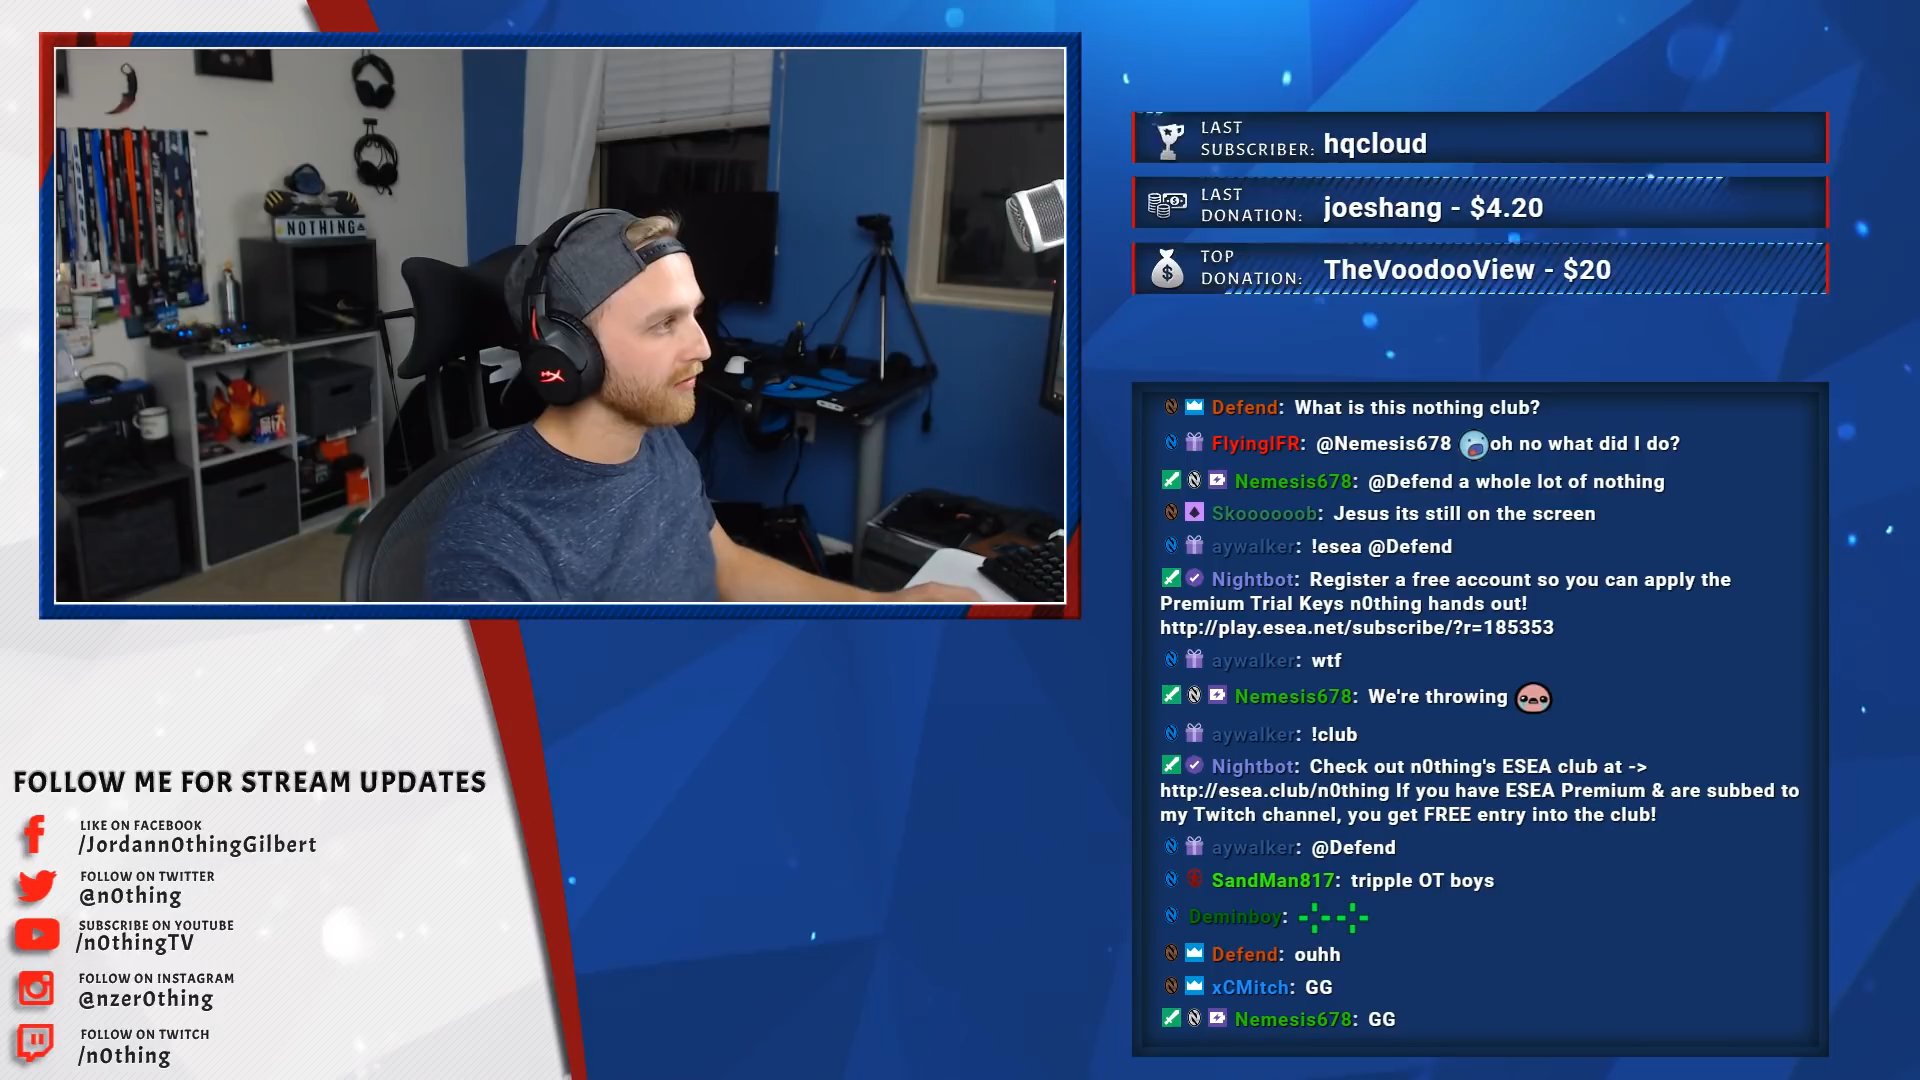 NOTHING
LAST
SUBSCRIBER: hqcloud
LAST
DONATION: joeshang - $4.20
TOP
DONATION: TheVoodooView - $20
Defend: What is this nothing club?
FlyingIFR: @Nemesis678 oh no what did I do?
Nemesis678: @Defend a whole lot of nothing
Skoooooob: Jesus its still on the screen
aywalker: !esea @Defend
Nightbot: Register a free account so you can apply the
Premium Trial Keys n0thing hands out!
http://play.esea.net/subscribe/?r=185353
aywalker: wtf
Nemesis678: We're throwing
aywalker: !club
Nightbot: Check out n0thing's ESEA club at ->
http://esea.club/n0thing If you have ESEA Premium & are subbed to
my Twitch channel, you get FREE entry into the club!
aywalker: @Defend
SandMan817: tripple OT boys
Deminboy:
Defend: ouhh
xCMitch: GG
Nemesis678: GG
FOLLOW ME FOR STREAM UPDATES
LIKE ON FACEBOOK
/Jordann0thingGilbert
FOLLOW ON TWITTER
@n0thing
SUBSCRIBE ON YOUTUBE
/n0thingTV
FOLLOW ON INSTAGRAM
@nzer0thing
FOLLOW ON TWITCH
/n0thing